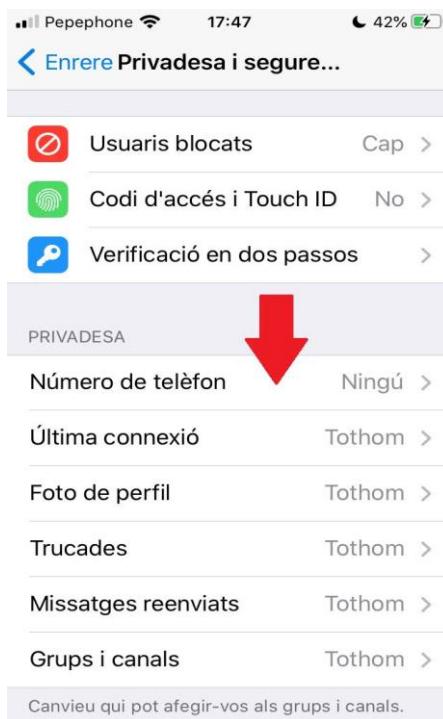 Pepephone 17:47 42%
Enrere Privadesa i segure...
Usuaris blocats Cap
Codi d'accés i Touch ID No
Verificació en dos passos
PRIVADESA
Número de telèfon Ningú
Última connexió Tothom
Foto de perfil Tothom
Trucades Tothom
Missatges reenviats Tothom
Grups i canals Tothom
Canvieu qui pot afegir-vos als grups i canals.